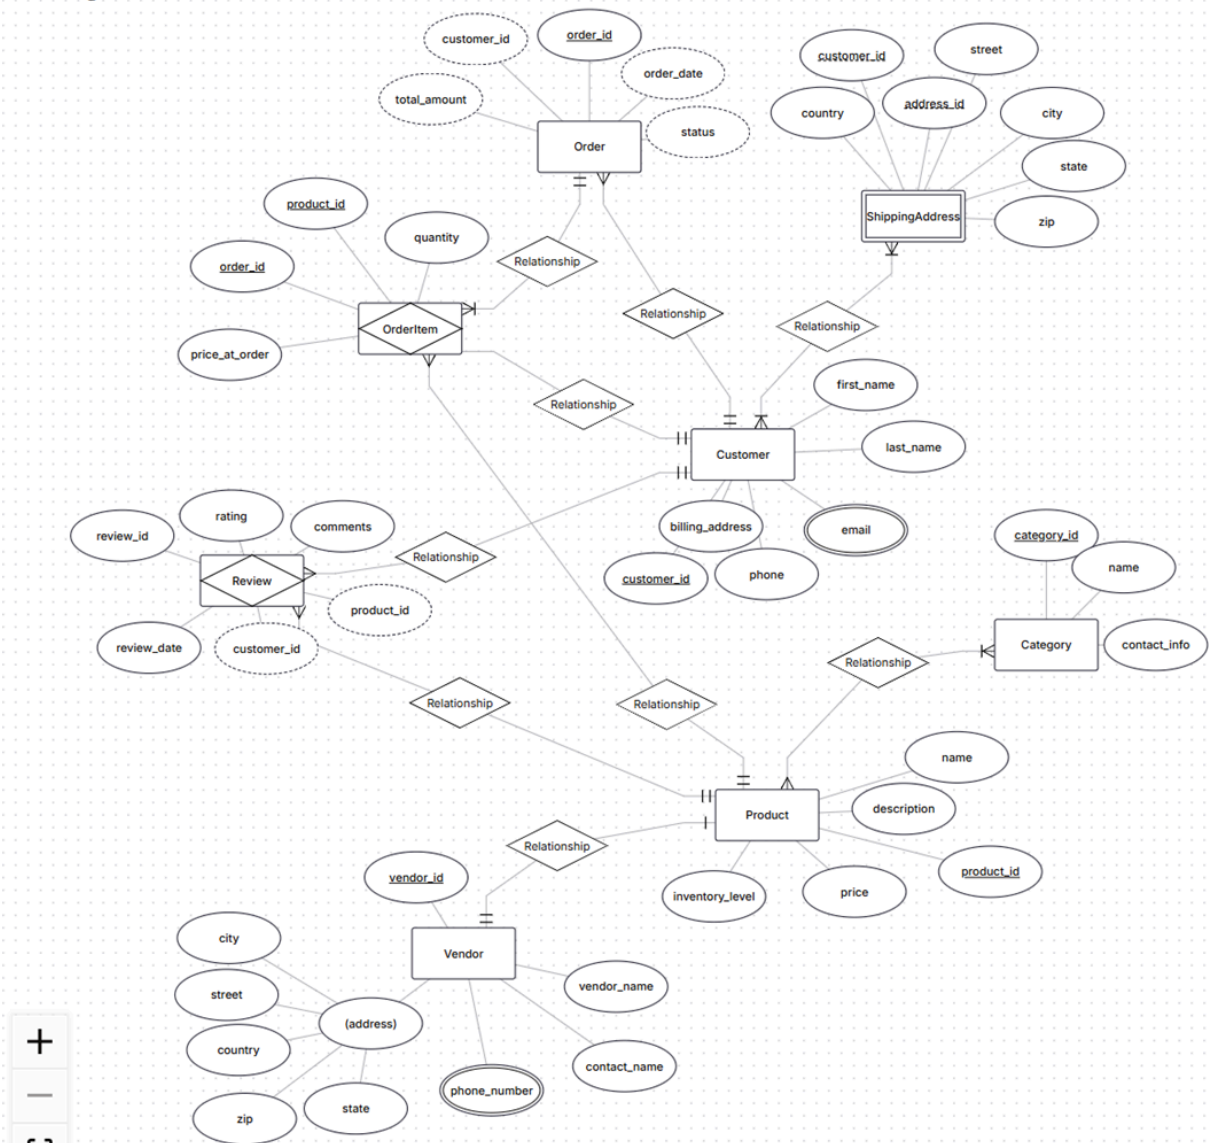 customer_id
order_id
order_date
total_amount
status
Order
customer_id
street
country
address_id
city
state
zip
ShippingAddress
product_id
quantity
order_id
price_at_order
OrderItem
Relationship
Relationship
Relationship
Relationship
first_name
last_name
Customer
billing_address
email
customer_id
phone
review_id
rating
comments
Review
Relationship
product_id
review_date
customer_id
category_id
name
Category
contact_info
Relationship
Relationship
Relationship
name
description
Product
product_id
inventory_level
price
Relationship
vendor_id
Vendor
city
street
country
(address)
zip
state
vendor_name
contact_name
phone_number